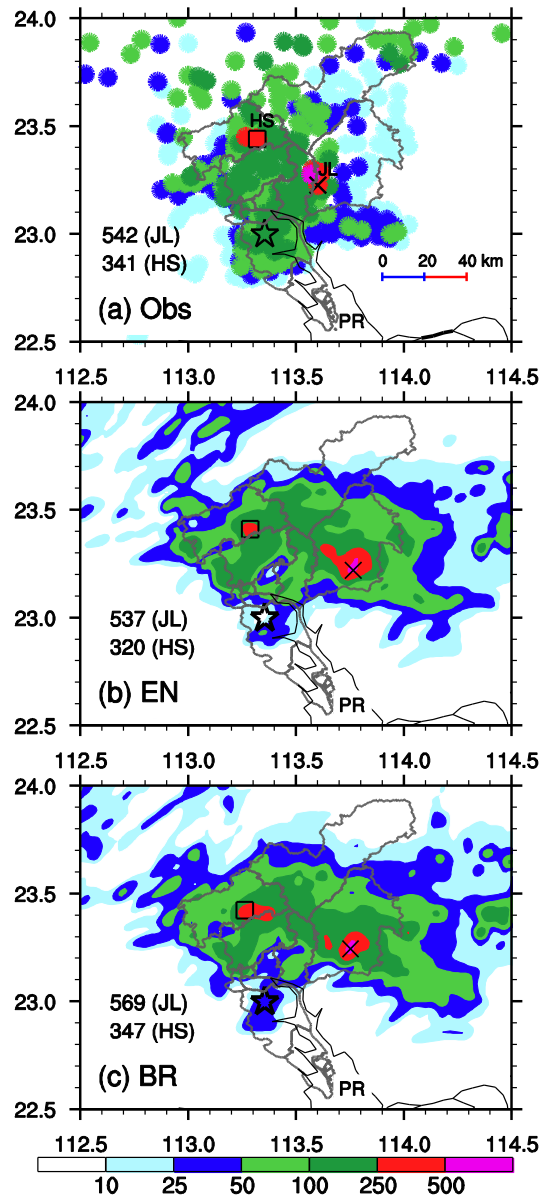 24.0
23.5
HS
JL
23.0
542 (JL)
341 (HS)
0 20 40 km
(a) Obs
PR
22.5
112.5 113.0 113.5 114.0 114.5
24.0
23.5
23.0
537 (JL)
320 (HS)
(b) EN
PR
22.5
112.5 113.0 113.5 114.0 114.5
24.0
23.5
23.0
569 (JL)
347 (HS)
(c) BR
PR
22.5
112.5 113.0 113.5 114.0 114.5
10 25 50 100 250 500